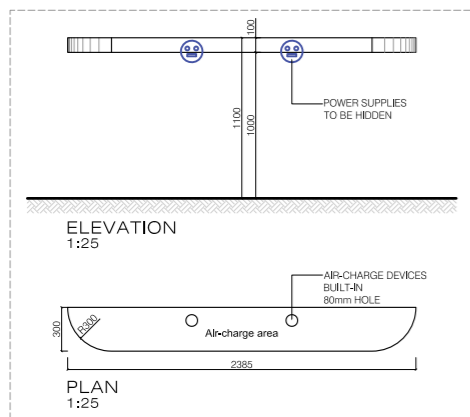 100
1100
1000
POWER SUPPLIES
TO BE HIDDEN
ELEVATION
1:25
AIR-CHARGE DEVICES
BUILT-IN
80mm HOLE
300
R300
Air-charge area
2385
PLAN
1:25